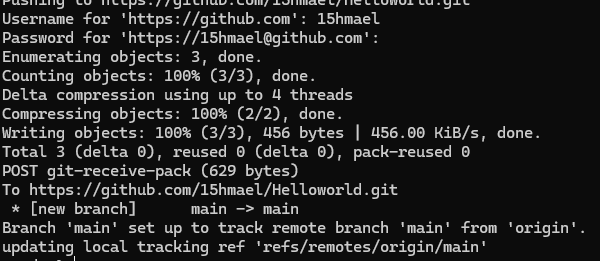 Pushing to https://github.com/15hmael/Helloworld.git
Username for 'https://github.com': 15hmael
Password for 'https://15hmael@github.com':
Enumerating objects: 3, done.
Counting objects: 100% (3/3), done.
Delta compression using up to 4 threads
Compressing objects: 100% (2/2), done.
Writing objects: 100% (3/3), 456 bytes | 456.00 KiB/s, done.
Total 3 (delta 0), reused 0 (delta 0), pack-reused 0
POST git-receive-pack (629 bytes)
To https://github.com/15hmael/Helloworld.git
 * [new branch]      main -> main
Branch 'main' set up to track remote branch 'main' from 'origin'.
updating local tracking ref 'refs/remotes/origin/main'